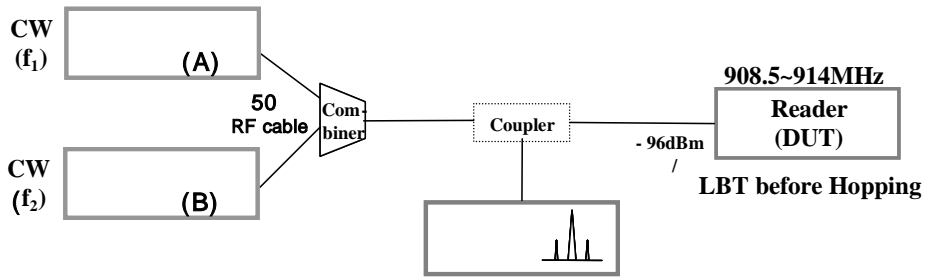 CW
(f₁)
(A)
50
RF cable
Com-
biner
CW
(f₂)
(B)
Coupler
- 96dBm
/
908.5~914MHz
Reader
(DUT)
LBT before Hopping